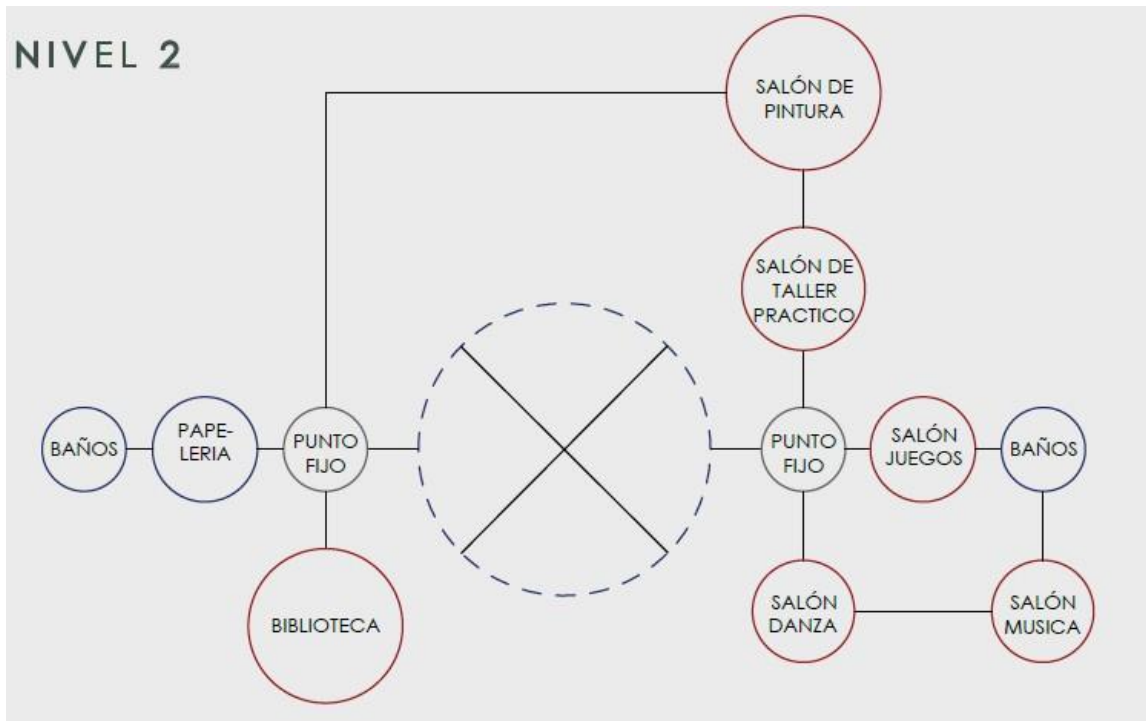 NIVEL 2
SALÓN DE
PINTURA
SALÓN DE
TALLER
PRACTICO
BAÑOS
PAPE-
LERIA
PUNTO
FIJO
PUNTO
FIJO
SALÓN
JUEGOS
BAÑOS
BIBLIOTECA
SALÓN
DANZA
SALÓN
MUSICA